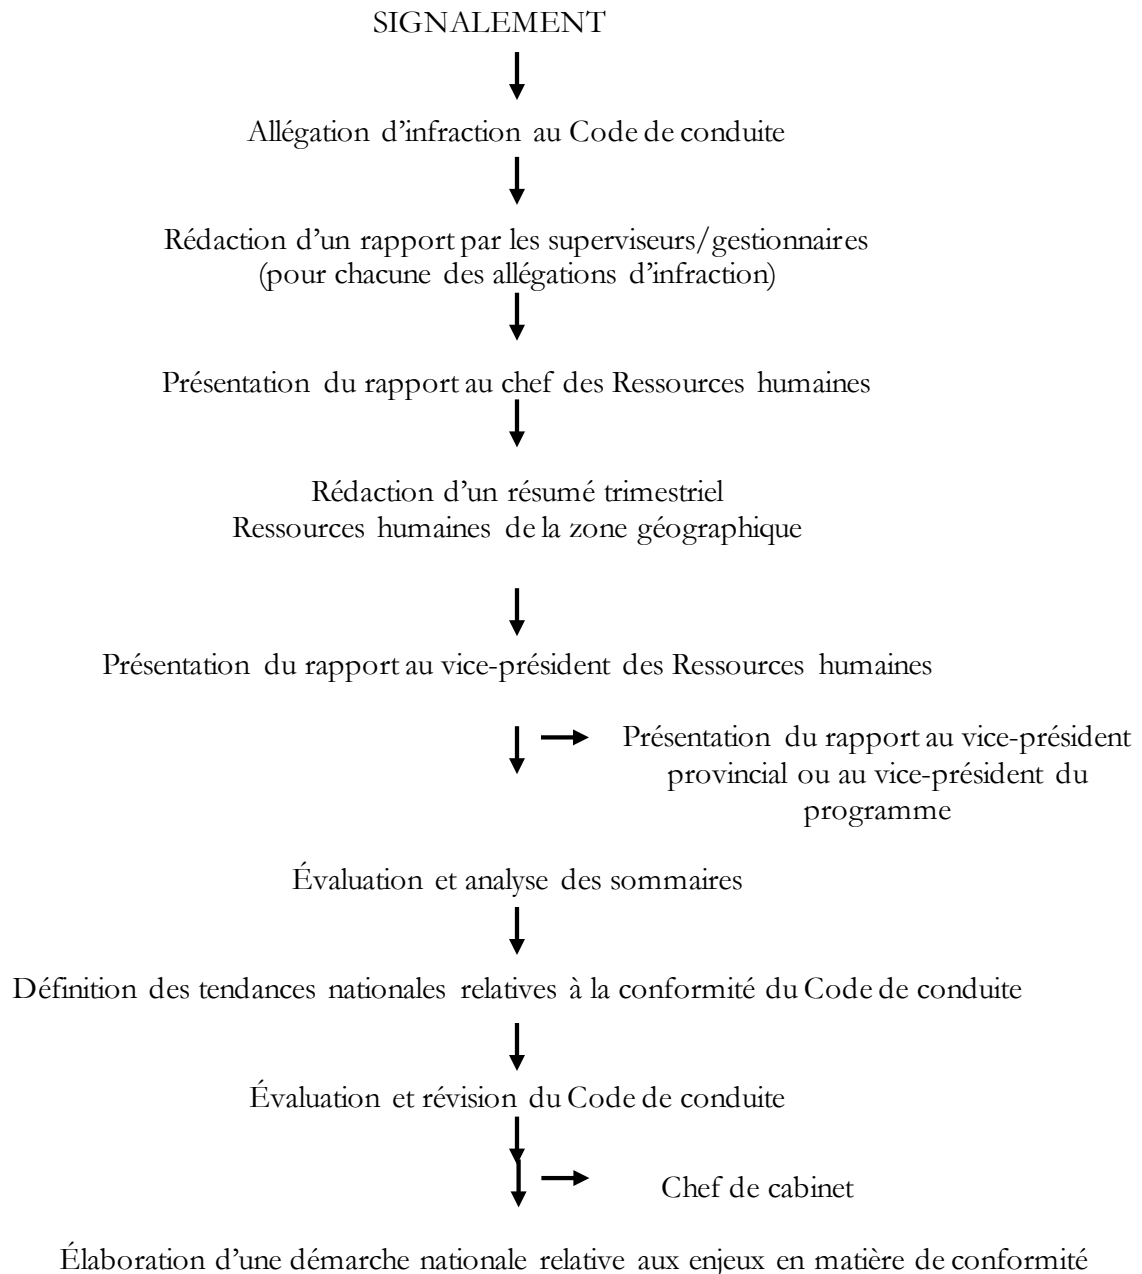 SIGNALEMENT
Allégation d’infraction au Code de conduite
Rédaction d’un rapport par les superviseurs/gestionnaires
(pour chacune des allégations d’infraction)
Présentation du rapport au chef des Ressources humaines
Rédaction d’un résumé trimestriel
Ressources humaines de la zone géographique
Présentation du rapport au vice-président des Ressources humaines
Présentation du rapport au vice-président
provincial ou au vice-président du
programme
Évaluation et analyse des sommaires
Définition des tendances nationales relatives à la conformité du Code de conduite
Évaluation et révision du Code de conduite
Chef de cabinet
Élaboration d’une démarche nationale relative aux enjeux en matière de conformité